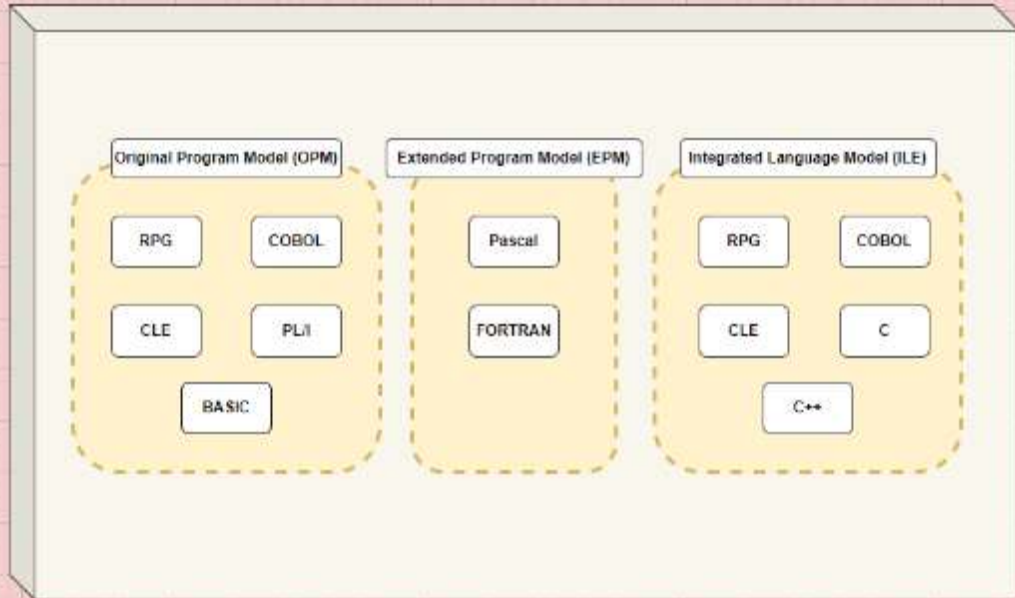 Original Program Model (OPM)
Extended Program Model (EPM)
Integrated Language Model (ILE)
RPG
COBOL
Pascal
RPG
COBOL
CLE
PL/I
FORTRAN
CLE
C
BASIC
C++